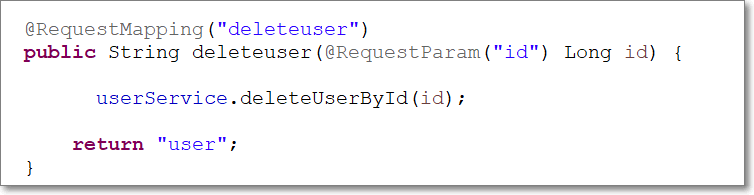 @RequestMapping("deleteuser")
public String deleteuser(@RequestParam("id") Long id) {
userService.deleteUserById(id);
return "user";
}